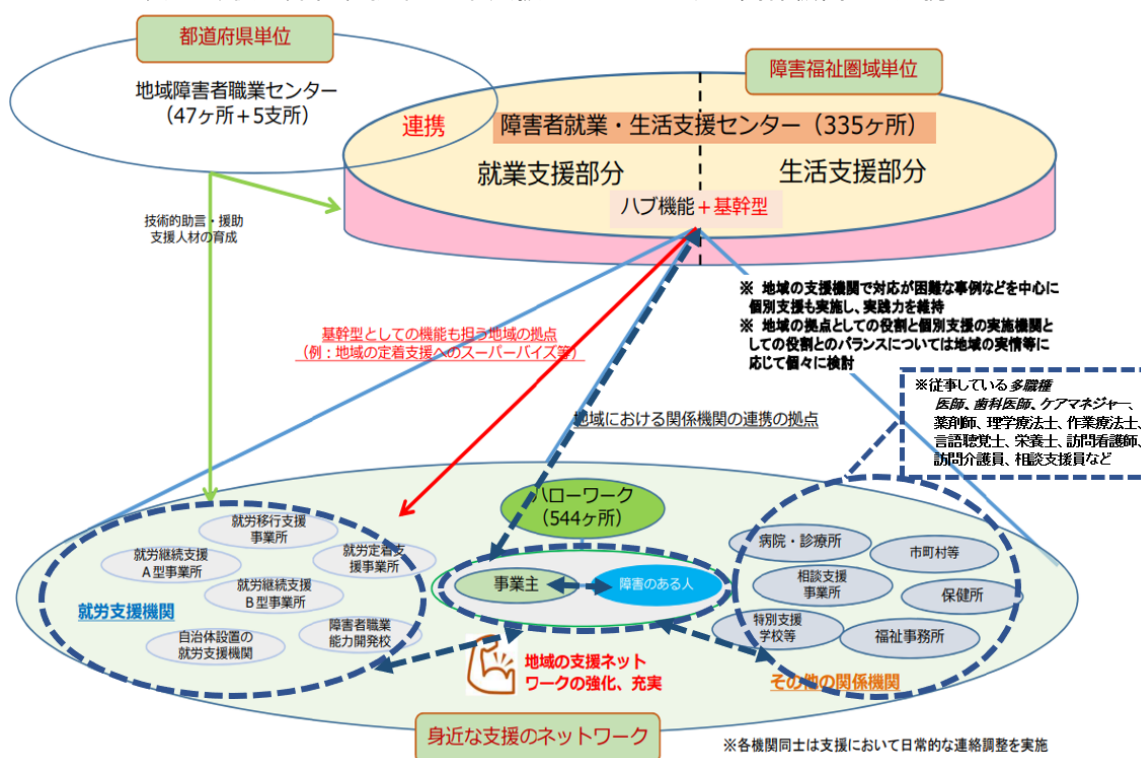 都道府県単位
地域障害者職業センター
（47ヶ所＋5支所）
障害福祉圏域単位
連携
障害者就業・生活支援センター（335ヶ所）
就業支援部分
生活支援部分
ハブ機能＋基幹型
技術的助言・援助
支援人材の育成
※ 地域の支援機関で対応が困難な事例などを中心に
個別支援も実施し、実践力を維持
※ 地域の拠点としての役割と個別支援の実施機関と
しての役割とのバランスについては地域の実情等に
応じて個々に検討
基幹型としての機能も担う地域の拠点
（例：地域の定着支援へのスーパーバイズ等）
※従事している多職種
医師、歯科医師、ケアマネジャー、
薬剤師、理学療法士、作業療法士、
言語聴覚士、栄養士、訪問看護師、
訪問介護員、相談支援員など
地域における関係機関の連携の拠点
ハローワーク
（544ヶ所）
就労移行支援
事業所
就労継続支援
A型事業所
就労定着支
援事業所
就労継続支援
B型事業所
就労支援機関
自治体設置の
就労支援機関
障害者職業
能力開発校
事業主
障害のある人
病院・診療所
市町村等
相談支援
事業所
保健所
特別支援
学校等
福祉事務所
地域の支援ネット
ワークの強化、充実
その他の関係機関
身近な支援のネットワーク
※各機関同士は支援において日常的な連絡調整を実施